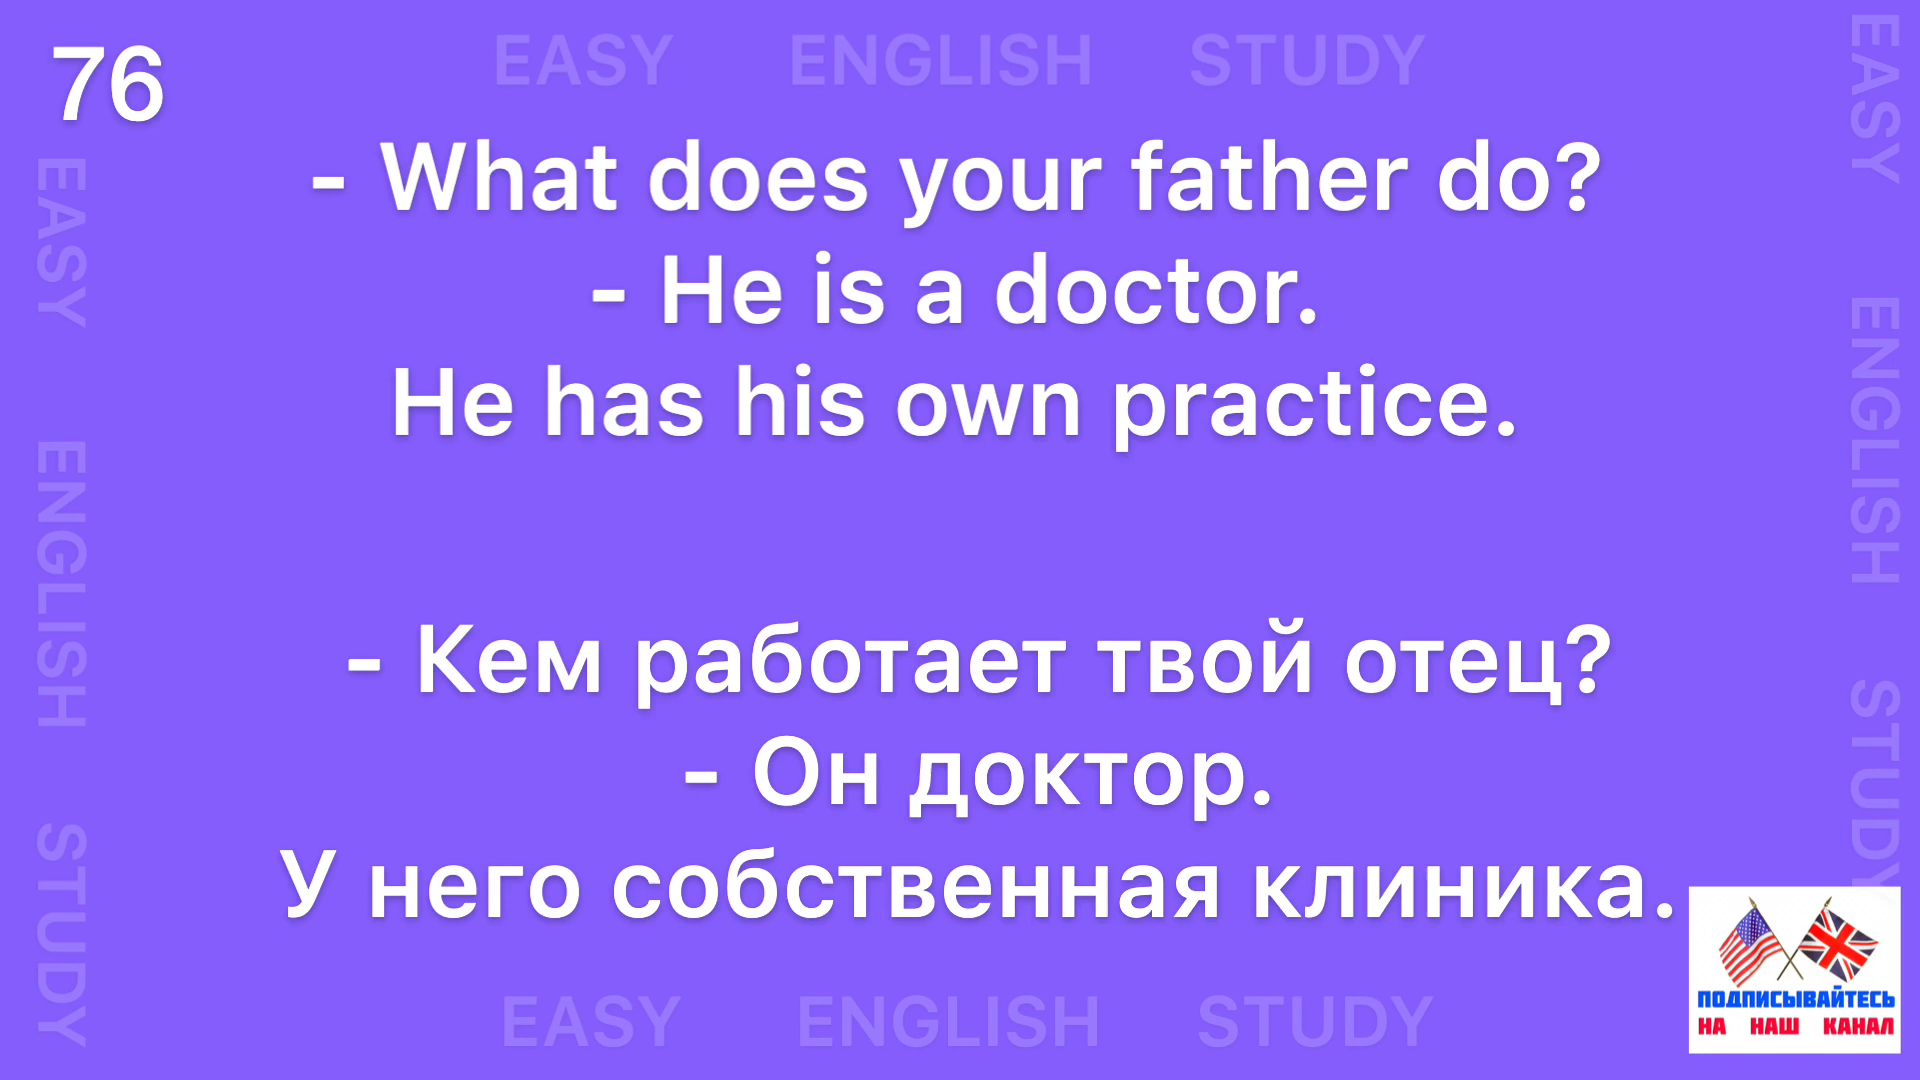 76
EASY ENGLISH STUDY
- What does your father do?
- He is a doctor.
He has his own practice.
- Кем работает твой отец?
- Он доктор.
У него собственная клиника.
EASY ENGLISH STUDY
EASY ENGLISH STUDY
EASY ENGLISH STUDY
ПОДПИСЫВАЙТЕСЬ
НА НАШ КАНАЛ